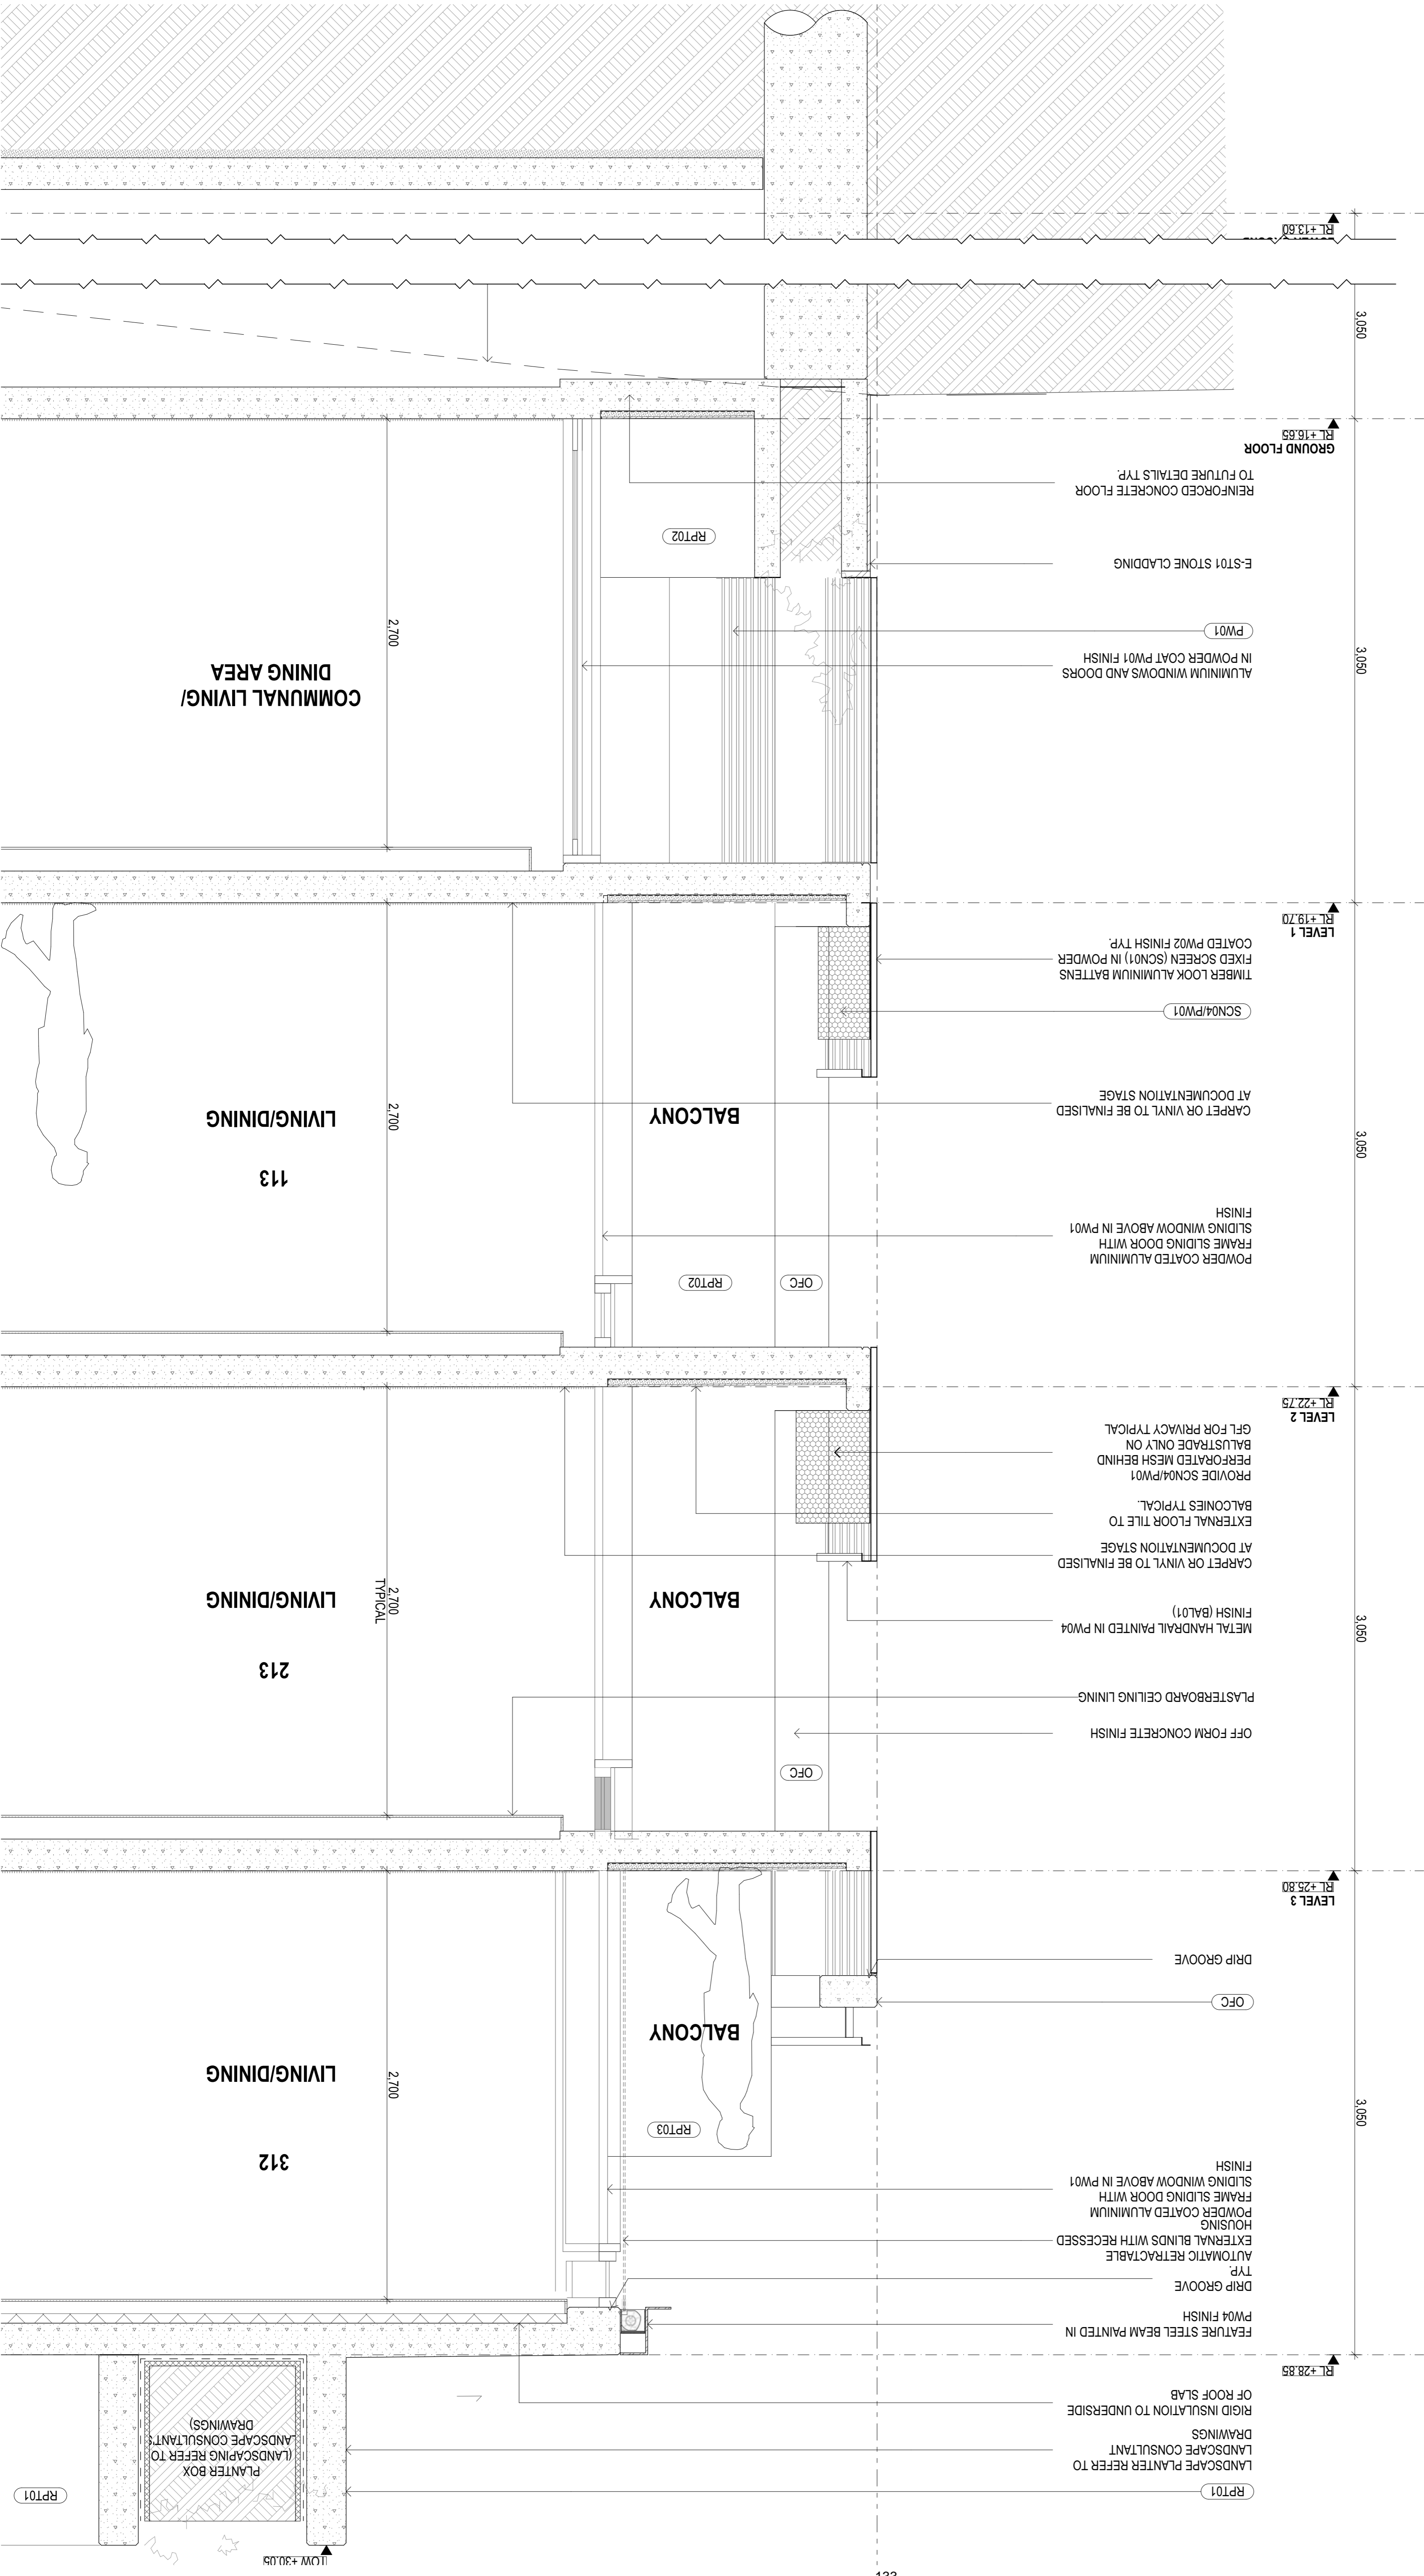 TOW +30.05
RPT01
RPT01
LANDSCAPE PLANTER REFER TO
LANDSCAPE CONSULTANT
DRAWINGS
PLANTER BOX
(LANDSCAPING REFER TO
LANDSCAPE CONSULTANT'S
DRAWINGS)
RIGID INSULATION TO UNDERSIDE
OF ROOF SLAB
RL +28.85
FEATURE STEEL BEAM PAINTED IN
PW04 FINISH
DRIP GROOVE
TYP.
AUTOMATIC RETRACTABLE
EXTERNAL BLINDS WITH RECESSED
HOUSING
POWDER COATED ALUMINIUM
FRAME SLIDING DOOR WITH
SLIDING WINDOW ABOVE IN PW01
FINISH
3,050
RPT03
312
BALCONY
2,700
LIVING/DINING
OFC
DRIP GROOVE
LEVEL 3
RL +25.80
OFC
OFF FORM CONCRETE FINISH
PLASTERBOARD CEILING LINING
213
METAL HANDRAIL PAINTED IN PW04
FINISH (BAL01)
3,050
BALCONY
2,700
TYPICAL
LIVING/DINING
CARPET OR VINYL TO BE FINALISED
AT DOCUMENTATION STAGE
EXTERNAL FLOOR TILE TO
BALCONIES TYPICAL.
PROVIDE SCN04/PW01
PERFORATED MESH BEHIND
BALUSTRADE ONLY ON
GFL FOR PRIVACY TYPICAL
LEVEL 2
RL +22.75
OFC
RPT02
POWDER COATED ALUMINIUM
FRAME SLIDING DOOR WITH
SLIDING WINDOW ABOVE IN PW01
FINISH
113
3,050
BALCONY
2,700
LIVING/DINING
CARPET OR VINYL TO BE FINALISED
AT DOCUMENTATION STAGE
SCN04/PW01
TIMBER LOOK ALUMINIUM BATTENS
FIXED SCREEN (SCN01) IN POWDER
COATED PW02 FINISH TYP.
LEVEL 1
RL +19.70
COMMUNAL LIVING/
DINING AREA
3,050
2,700
ALUMINIUM WINDOWS AND DOORS
IN POWDER COAT PW01 FINISH
PW01
E-ST01 STONE CLADDING
RPT02
REINFORCED CONCRETE FLOOR
TO FUTURE DETAILS TYP.
GROUND FLOOR
RL +16.65
3,050
RL +13.60